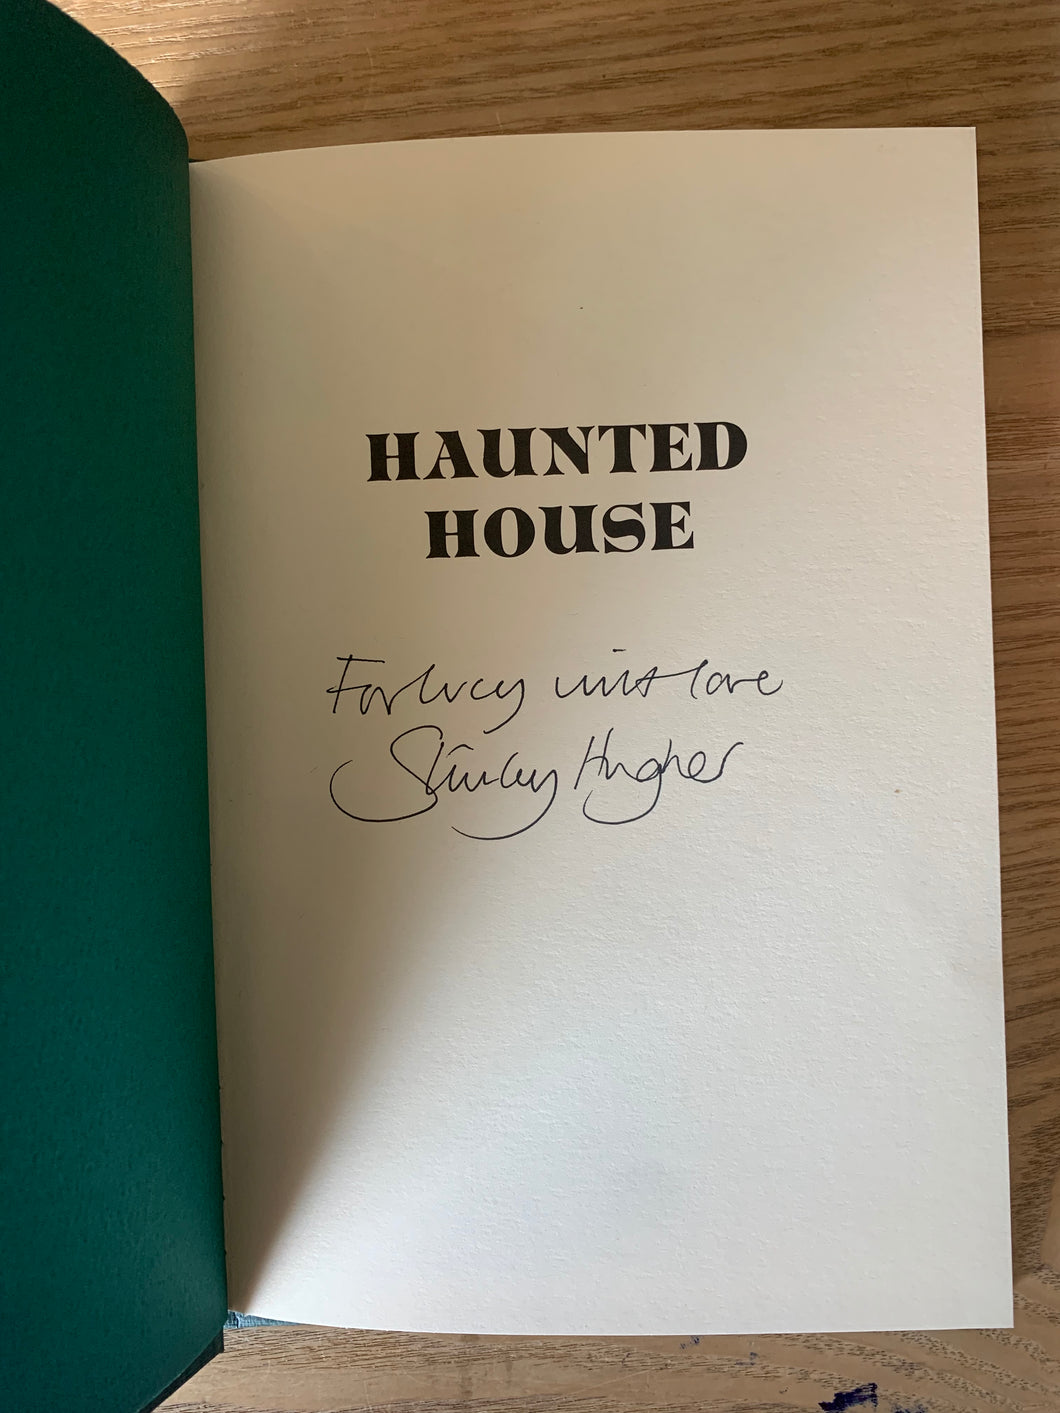 HAUNTED
HOUSE
For Lucy with love
Shirley Hughes